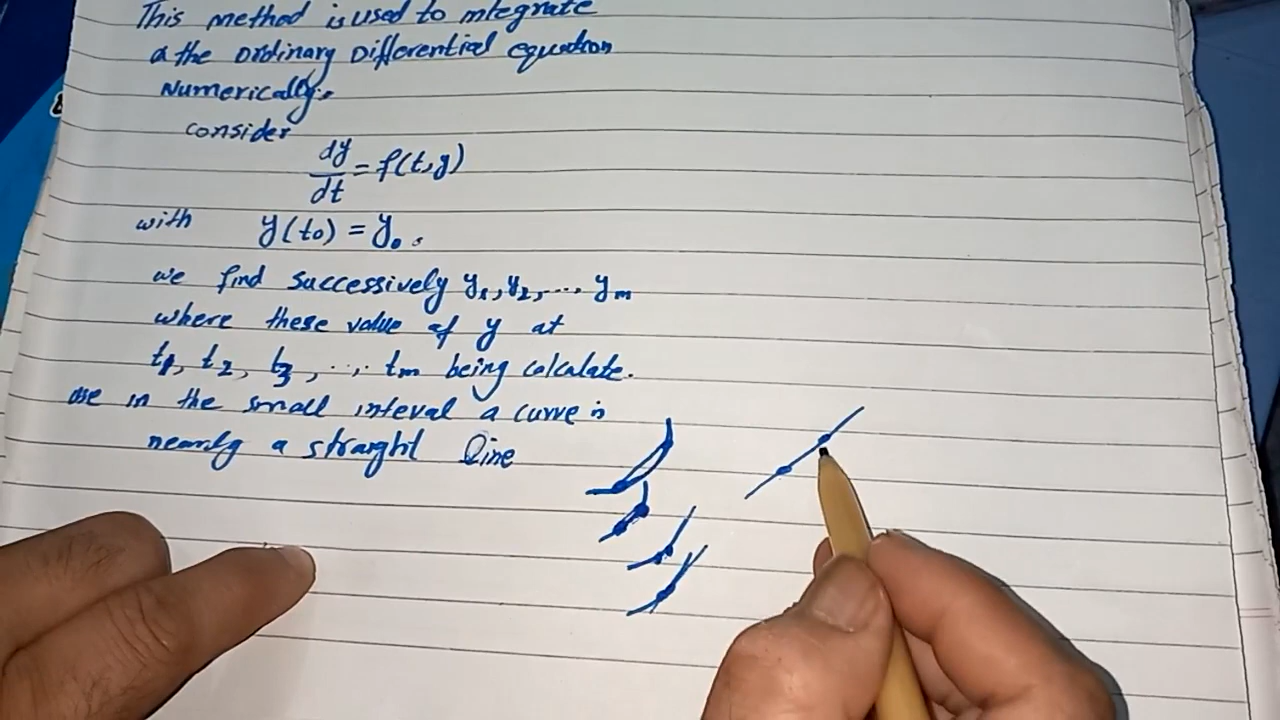 This method is used to integrate
a the ordinary Differential equation
Numerically.
consider
dy/dt = f(t,y)
with y(t0) = y0.
we find successively y1, y2, ... ym
where these value of y at
t1, t2, t3, ... tm being calculate.
in the small interval a curve is
nearly a straight line